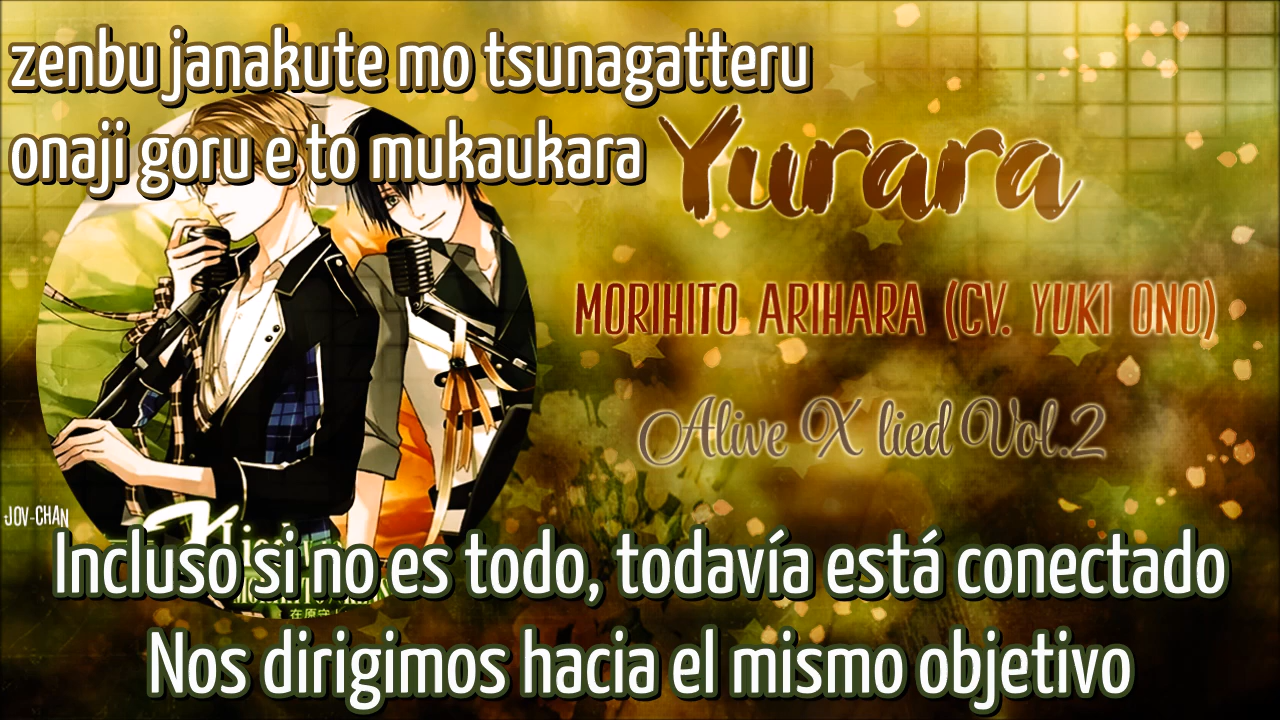 zenbu janakute mo tsunagatteru
onaji goru e to mukaukara
Yurara
MORIHITO ARIHARA (CV. YUKI ONO)
Alive X lied Vol.2
JOV-CHAN
Incluso si no es todo, todavía está conectado
Nos dirigimos hacia el mismo objetivo